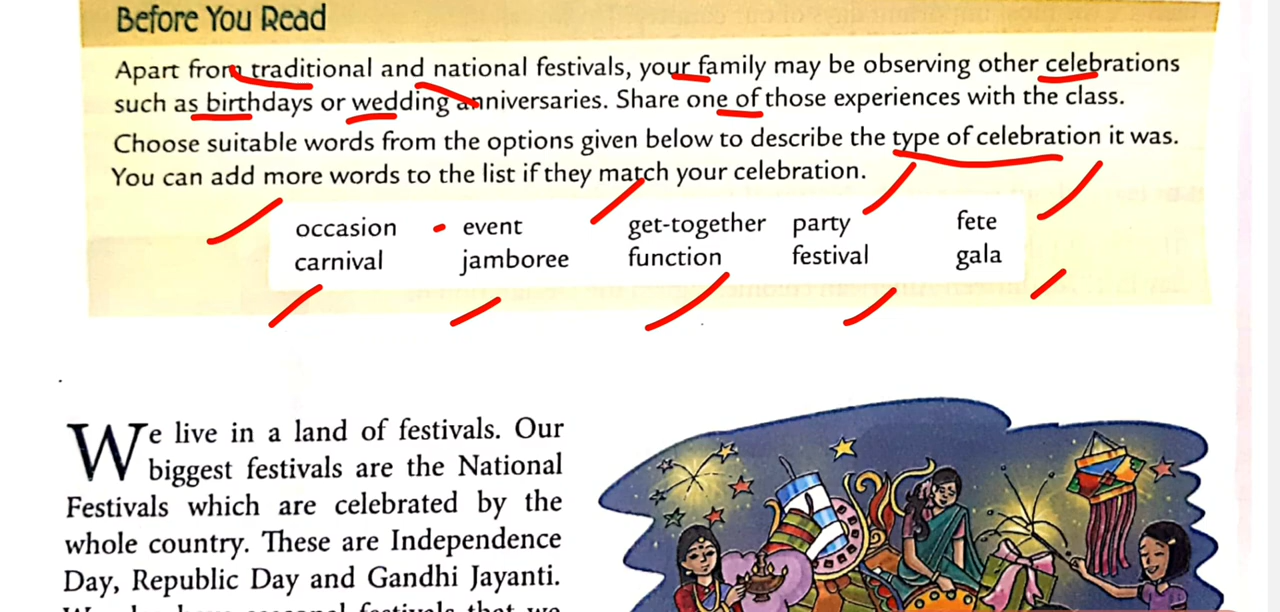 Before You Read
Apart from traditional and national festivals, your family may be observing other celebrations
such as birthdays or wedding anniversaries. Share one of those experiences with the class.
Choose suitable words from the options given below to describe the type of celebration it was.
You can add more words to the list if they match your celebration.
occasion event get-together party fete
carnival jamboree function festival gala
We live in a land of festivals. Our
biggest festivals are the National
Festivals which are celebrated by the
whole country. These are Independence
Day, Republic Day and Gandhi Jayanti.